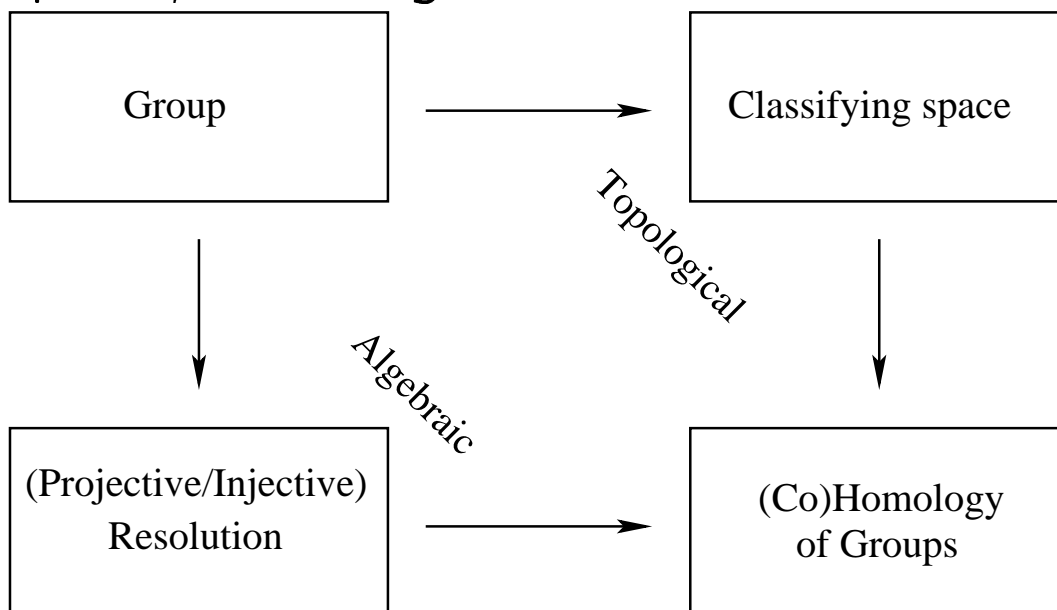 Group
Classifying space
Topological
Algebraic
(Projective/Injective)
Resolution
(Co)Homology
of Groups